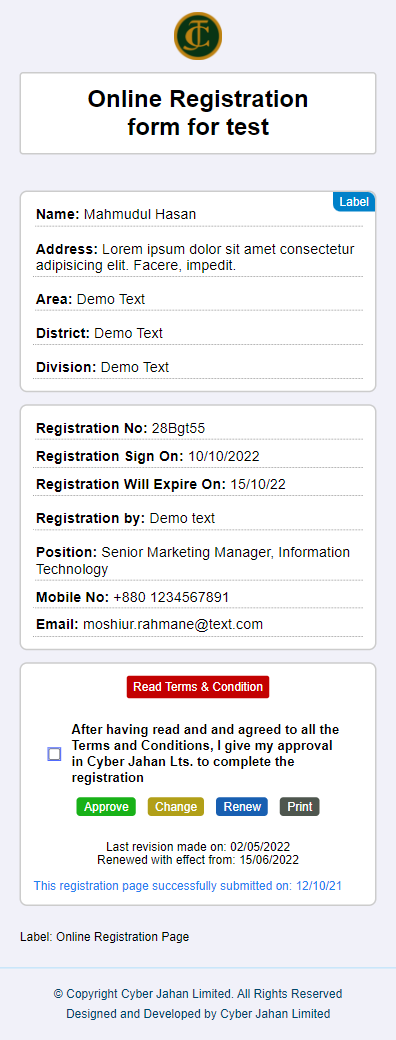 Online Registration
form for test
Label
Name: Mahmudul Hasan
Address: Lorem ipsum dolor sit amet consectetur
adipisicing elit. Facere, impedit.
Area: Demo Text
District: Demo Text
Division: Demo Text
Registration No: 28Bgt55
Registration Sign On: 10/10/2022
Registration Will Expire On: 15/10/22
Registration by: Demo text
Position: Senior Marketing Manager, Information
Technology
Mobile No: +880 1234567891
Email: moshiur.rahmane@text.com
Read Terms & Condition
After having read and and agreed to all the
Terms and Conditions, I give my approval
in Cyber Jahan Lts. to complete the
registration
Approve Change Renew Print
Last revision made on: 02/05/2022
Renewed with effect from: 15/06/2022
This registration page successfully submitted on: 12/10/21
Label: Online Registration Page
© Copyright Cyber Jahan Limited. All Rights Reserved
Designed and Developed by Cyber Jahan Limited